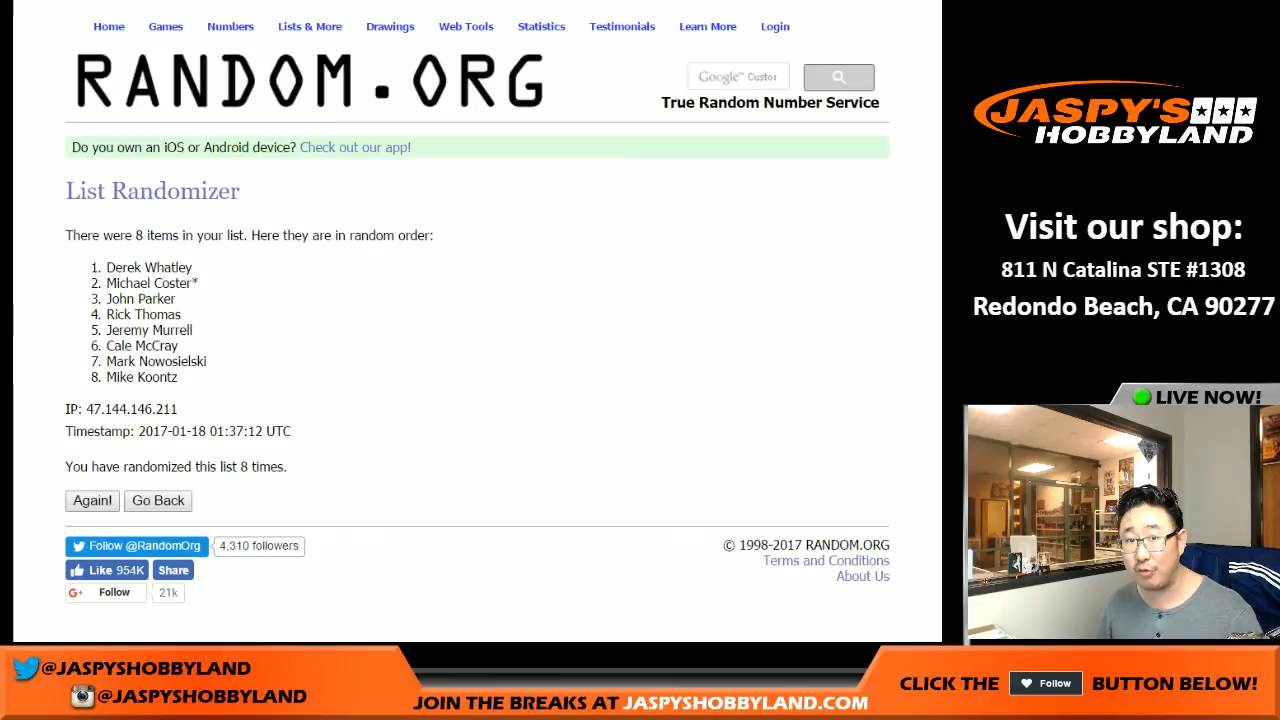 Home Games Numbers Lists & More Drawings Web Tools Statistics Testimonials Learn More Login
RANDOM.ORG
Google™ Custor
True Random Number Service
Do you own an iOS or Android device? Check out our app!
List Randomizer
There were 8 items in your list. Here they are in random order:
1. Derek Whatley
2. Michael Coster*
3. John Parker
4. Rick Thomas
5. Jeremy Murrell
6. Cale McCray
7. Mark Nowosielski
8. Mike Koontz
IP: 47.144.146.211
Timestamp: 2017-01-18 01:37:12 UTC
You have randomized this list 8 times.
Again! Go Back
Follow @RandomOrg 4,310 followers
Like 954K Share
G+ Follow 21k
© 1998-2017 RANDOM.ORG
Terms and Conditions
About Us
JASPY'S
HOBBYLAND
Visit our shop:
811 N Catalina STE #1308
Redondo Beach, CA 90277
LIVE NOW!
@JASPYSHOBBYLAND
@JASPYSHOBBYLAND
JOIN THE BREAKS AT JASPYSHOBBYLAND.COM
CLICK THE Follow BUTTON BELOW!